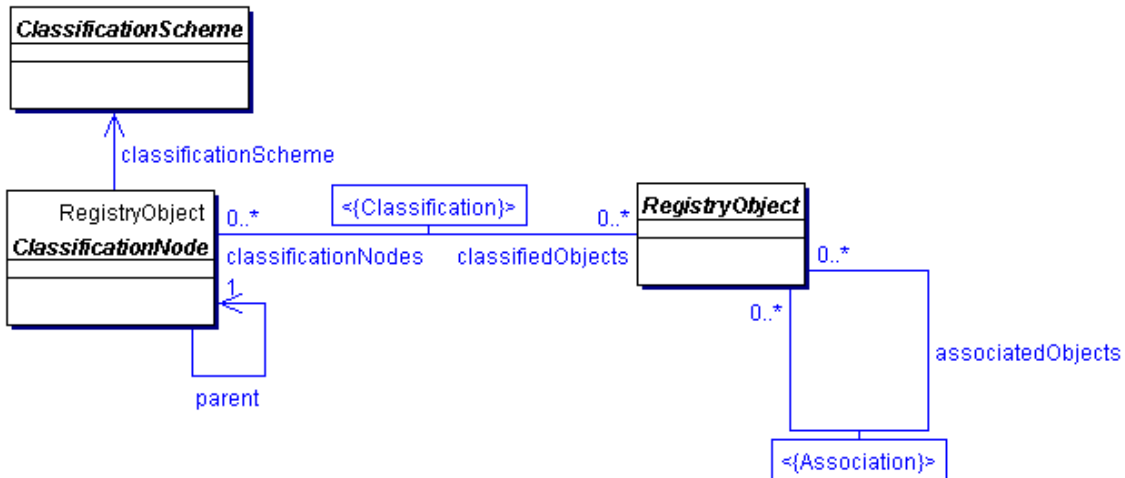 ClassificationScheme
classificationScheme
RegistryObject
ClassificationNode
0..*
<{Classification}>
0..*
RegistryObject
classificationNodes
classifiedObjects
1
0..*
0..*
associatedObjects
parent
<{Association}>